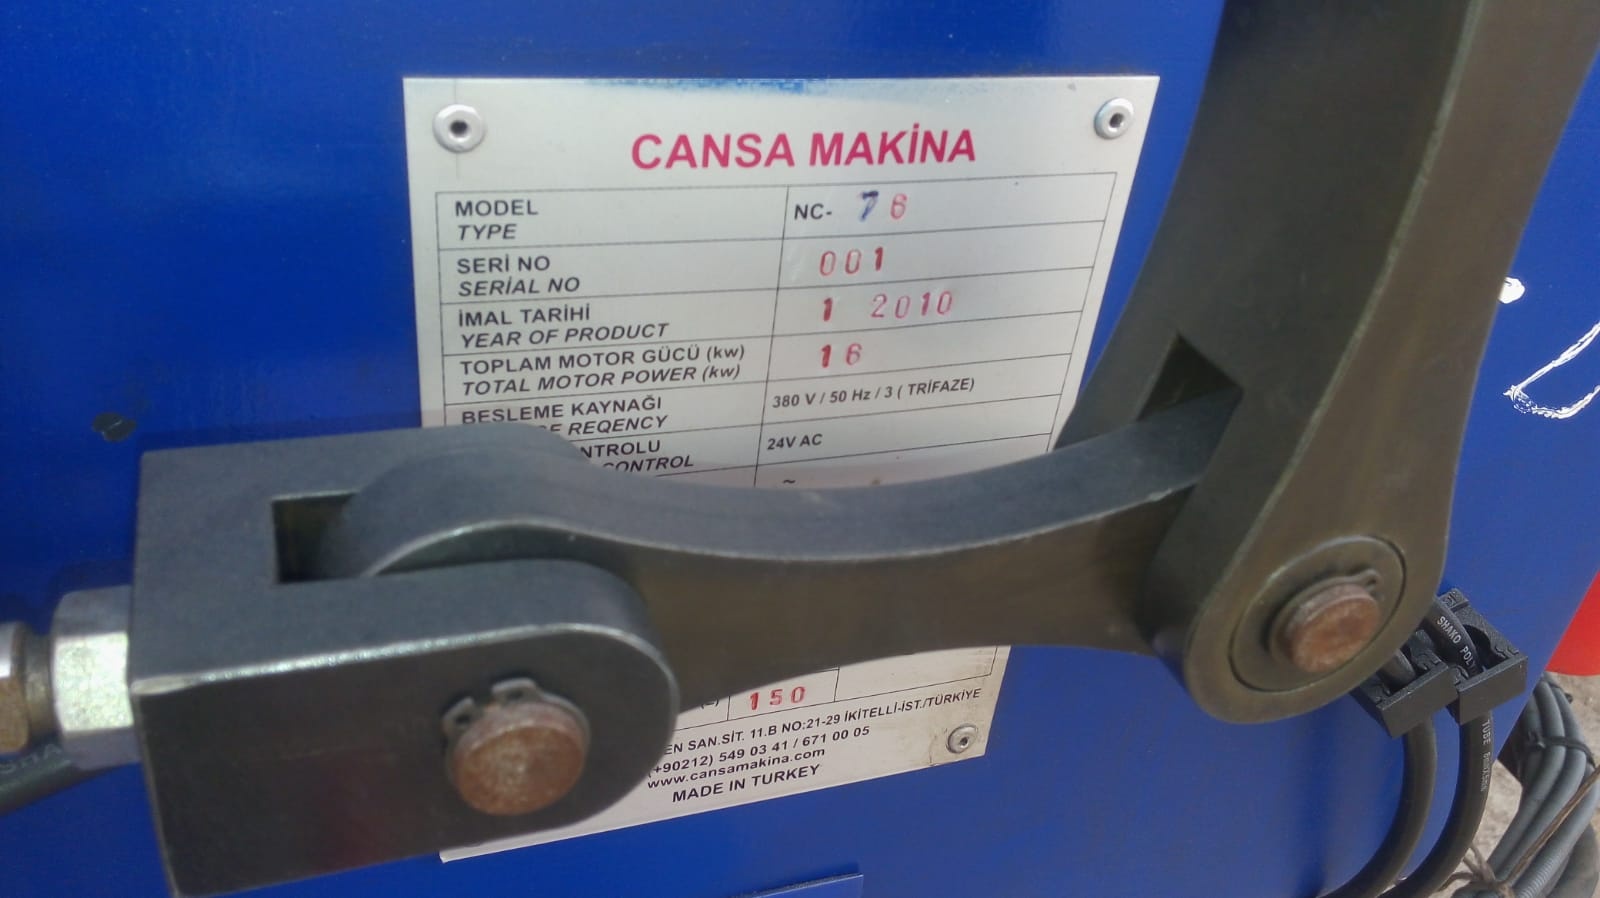 CANSA MAKİNA
MODEL
TYPE
NC- 76
SERİ NO
SERIAL NO
001
İMAL TARİHİ
YEAR OF PRODUCT
1 2010
TOPLAM MOTOR GÜCÜ (kw)
TOTAL MOTOR POWER (kw)
16
BESLEME KAYNAĞI
REQENCY
380 V / 50 Hz / 3 ( TRİFAZE)
NTROLU
CONTROL
24V AC
~
150
EN SAN.SİT. 11.B NO:21-29 İKİTELLİ-İST./TÜRKİYE
(+90212) 549 03 41 / 671 00 05
www.cansamakina.com
MADE IN TURKEY
SHAKO POLY